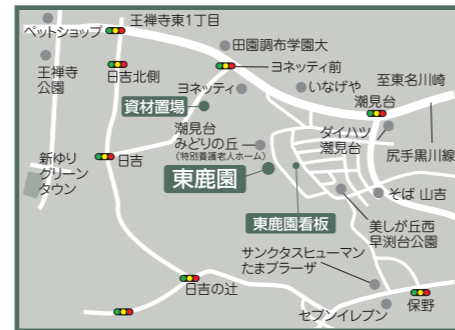 王禅寺東1丁目
ペットショップ
田園調布学園大
ヨネッティ前
王禅寺
公園
日吉北側
ヨネッティ
いなげや
至東名川崎
潮見台
資材置場
潮見台
みどりの丘
(特別養護老人ホーム)
ダイハツ
潮見台
尻手黒川線
新ゆり
グリーン
タウン
日吉
東鹿園
そば 山吉
東鹿園看板
美しが丘西
早渕台公園
サンクタスヒューマン
たまプラーザ
日吉の辻
セブンイレブン
保野